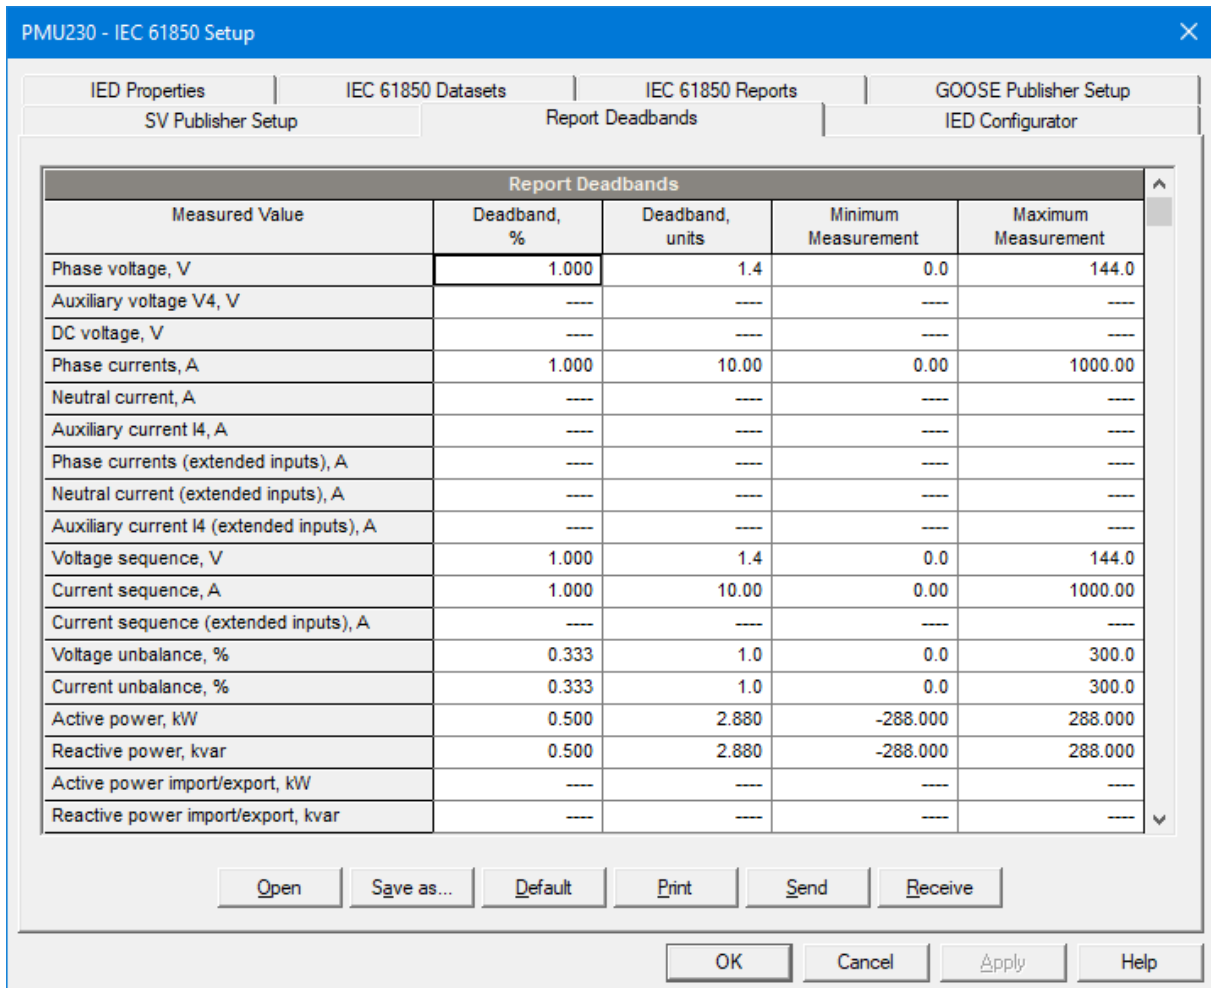 PMU230 - IEC 61850 Setup
IED Properties IEC 61850 Datasets IEC 61850 Reports GOOSE Publisher Setup
SV Publisher Setup Report Deadbands IED Configurator
Report Deadbands
Measured Value Deadband, % Deadband, units Minimum Measurement Maximum Measurement
Phase voltage, V 1.000 1.4 0.0 144.0
Auxiliary voltage V4, V ---- ---- ---- ----
DC voltage, V ---- ---- ---- ----
Phase currents, A 1.000 10.00 0.00 1000.00
Neutral current, A ---- ---- ---- ----
Auxiliary current I4, A ---- ---- ---- ----
Phase currents (extended inputs), A ---- ---- ---- ----
Neutral current (extended inputs), A ---- ---- ---- ----
Auxiliary current I4 (extended inputs), A ---- ---- ---- ----
Voltage sequence, V 1.000 1.4 0.0 144.0
Current sequence, A 1.000 10.00 0.00 1000.00
Current sequence (extended inputs), A ---- ---- ---- ----
Voltage unbalance, % 0.333 1.0 0.0 300.0
Current unbalance, % 0.333 1.0 0.0 300.0
Active power, kW 0.500 2.880 -288.000 288.000
Reactive power, kvar 0.500 2.880 -288.000 288.000
Active power import/export, kW ---- ---- ---- ----
Reactive power import/export, kvar ---- ---- ---- ----
Open Save as... Default Print Send Receive
OK Cancel Apply Help